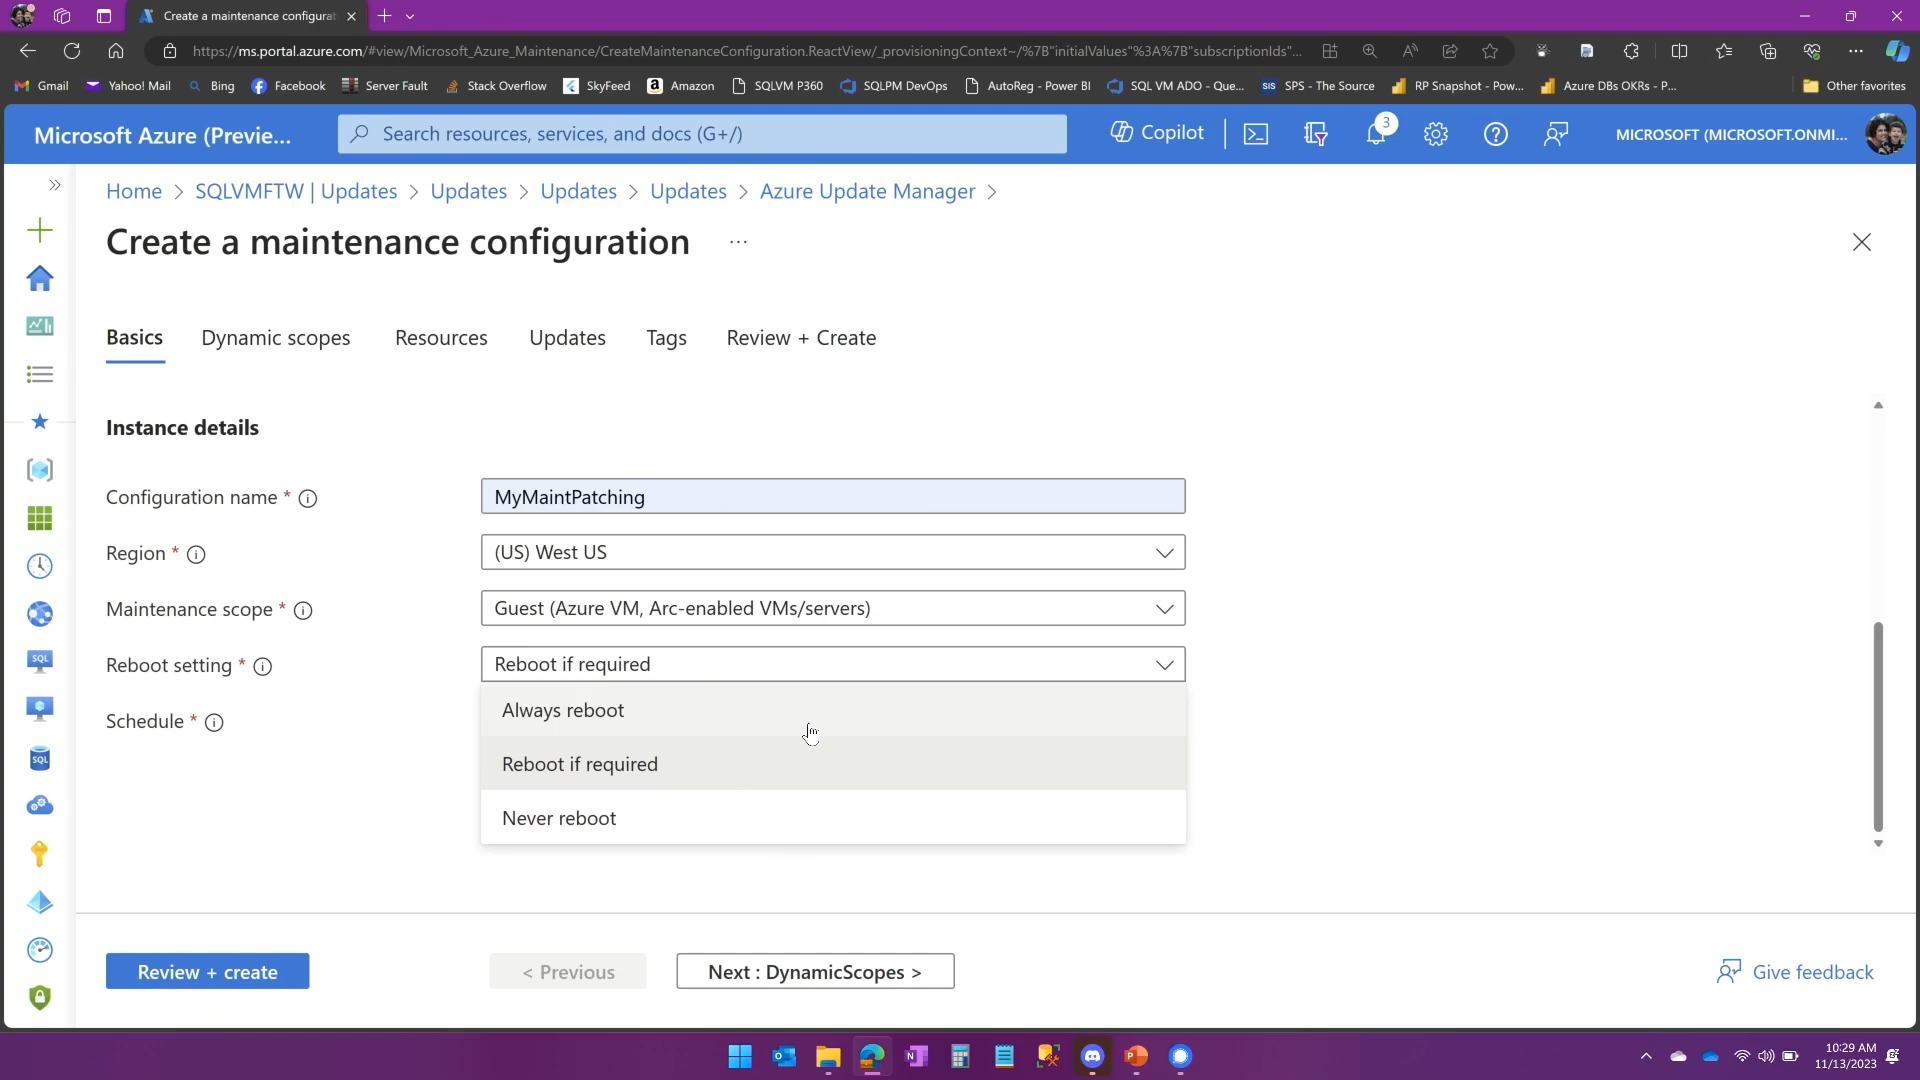 Create a maintenance configurat
https://ms.portal.azure.com/#view/Microsoft_Azure_Maintenance/CreateMaintenanceConfiguration.ReactView/_provisioningContext~/%7B"initialValues"%3A%7B"subscriptionIds"...
Gmail Yahoo! Mail Bing Facebook Server Fault Stack Overflow SkyFeed Amazon SQLVM P360 SQLPM DevOps AutoReg - Power BI SQL VM ADO - Que... SPS - The Source RP Snapshot - Pow... Azure DBs OKRs - P... Other favorites
Microsoft Azure (Previe... Search resources, services, and docs (G+/) Copilot 3 MICROSOFT (MICROSOFT.ONMI...
Home > SQLVMFTW | Updates > Updates > Updates > Updates > Azure Update Manager >
Create a maintenance configuration ...
Basics Dynamic scopes Resources Updates Tags Review + Create
Instance details
Configuration name * MyMaintPatching
Region * (US) West US
Maintenance scope * Guest (Azure VM, Arc-enabled VMs/servers)
Reboot setting * Reboot if required
Always reboot
Schedule *
Reboot if required
Never reboot
Review + create < Previous Next : DynamicScopes > Give feedback
10:29 AM
11/13/2023